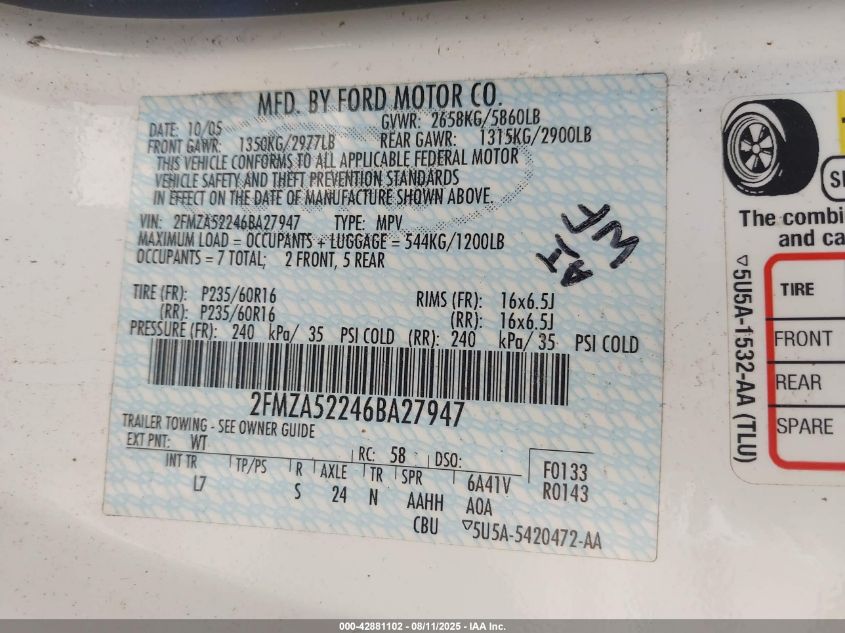 MFD. BY FORD MOTOR CO.
DATE: 10/05 GVWR: 2658KG/5860LB
FRONT GAWR: 1350KG/2977LB REAR GAWR: 1315KG/2900LB
THIS VEHICLE CONFORMS TO ALL APPLICABLE FEDERAL MOTOR
VEHICLE SAFETY AND THEFT PREVENTION STANDARDS
IN EFFECT ON THE DATE OF MANUFACTURE SHOWN ABOVE.
VIN: 2FMZA52246BA27947 TYPE: MPV
MAXIMUM LOAD = OCCUPANTS + LUGGAGE = 544KG/1200LB
OCCUPANTS = 7 TOTAL; 2 FRONT, 5 REAR
TIRE (FR): P235/60R16 RIMS (FR): 16x6.5J
(RR): P235/60R16 (RR): 16x6.5J
PRESSURE (FR): 240 kPa/ 35 PSI COLD (RR): 240 kPa/ 35 PSI COLD
2FMZA52246BA27947
TRAILER TOWING - SEE OWNER GUIDE
EXT PNT: WT RC: 58 DSO:
INT TR TP/PS R AXLE TR SPR 6A41V F0133
L7 S 24 N AAHH A0A R0143
CBU ▽5U5A-5420472-AA
The combi
and ca
TIRE
FRONT
REAR
SPARE
▽5U5A-1532-AA (TLU)
000-42881102 - 08/11/2025 - IAA Inc.